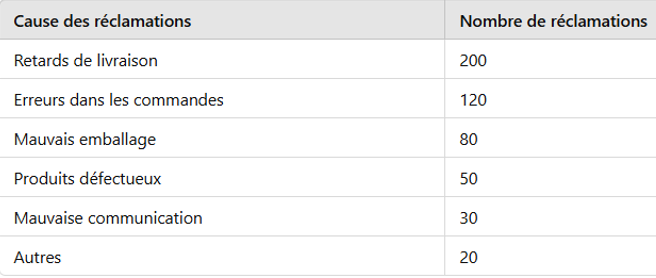 Cause des réclamations Nombre de réclamations
Retards de livraison 200
Erreurs dans les commandes 120
Mauvais emballage 80
Produits défectueux 50
Mauvaise communication 30
Autres 20